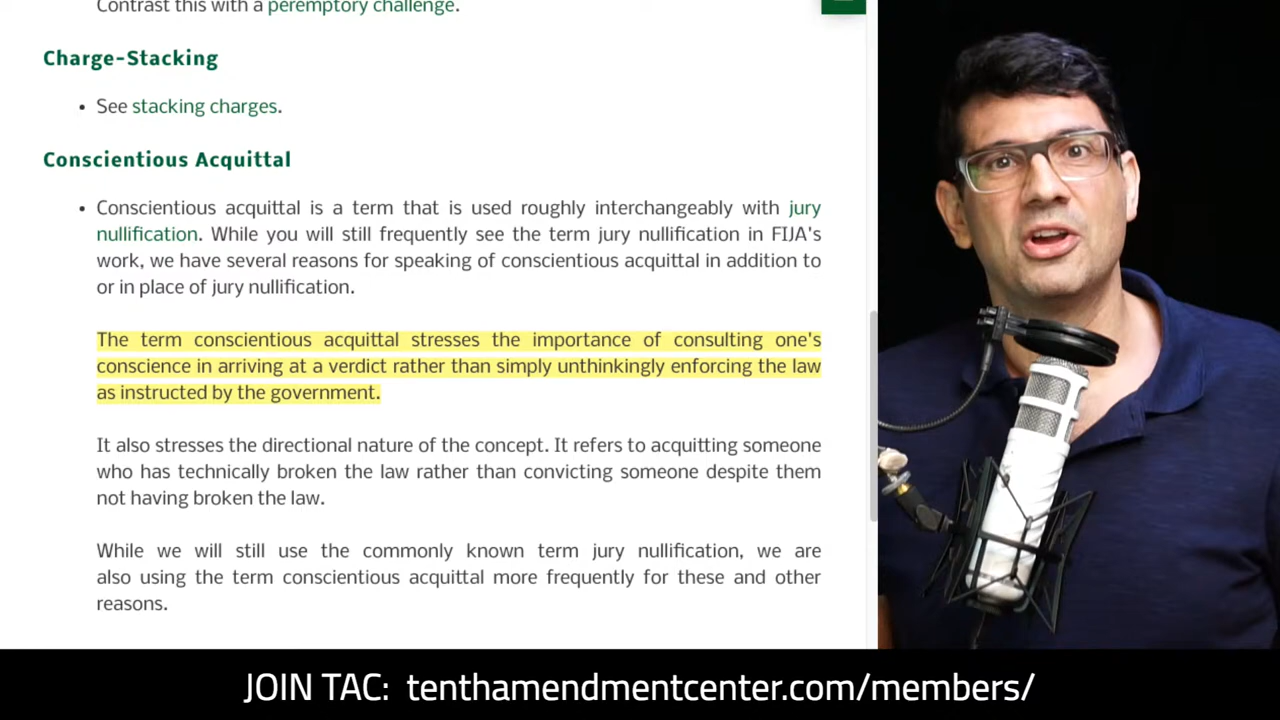 Contrast this with a peremptory challenge.
Charge-Stacking
• See stacking charges.
Conscientious Acquittal
• Conscientious acquittal is a term that is used roughly interchangeably with jury
nullification. While you will still frequently see the term jury nullification in FIJA's
work, we have several reasons for speaking of conscientious acquittal in addition to
or in place of jury nullification.
The term conscientious acquittal stresses the importance of consulting one's
conscience in arriving at a verdict rather than simply unthinkingly enforcing the law
as instructed by the government.
It also stresses the directional nature of the concept. It refers to acquitting someone
who has technically broken the law rather than convicting someone despite them
not having broken the law.
While we will still use the commonly known term jury nullification, we are
also using the term conscientious acquittal more frequently for these and other
reasons.
JOIN TAC: tenthamendmentcenter.com/members/